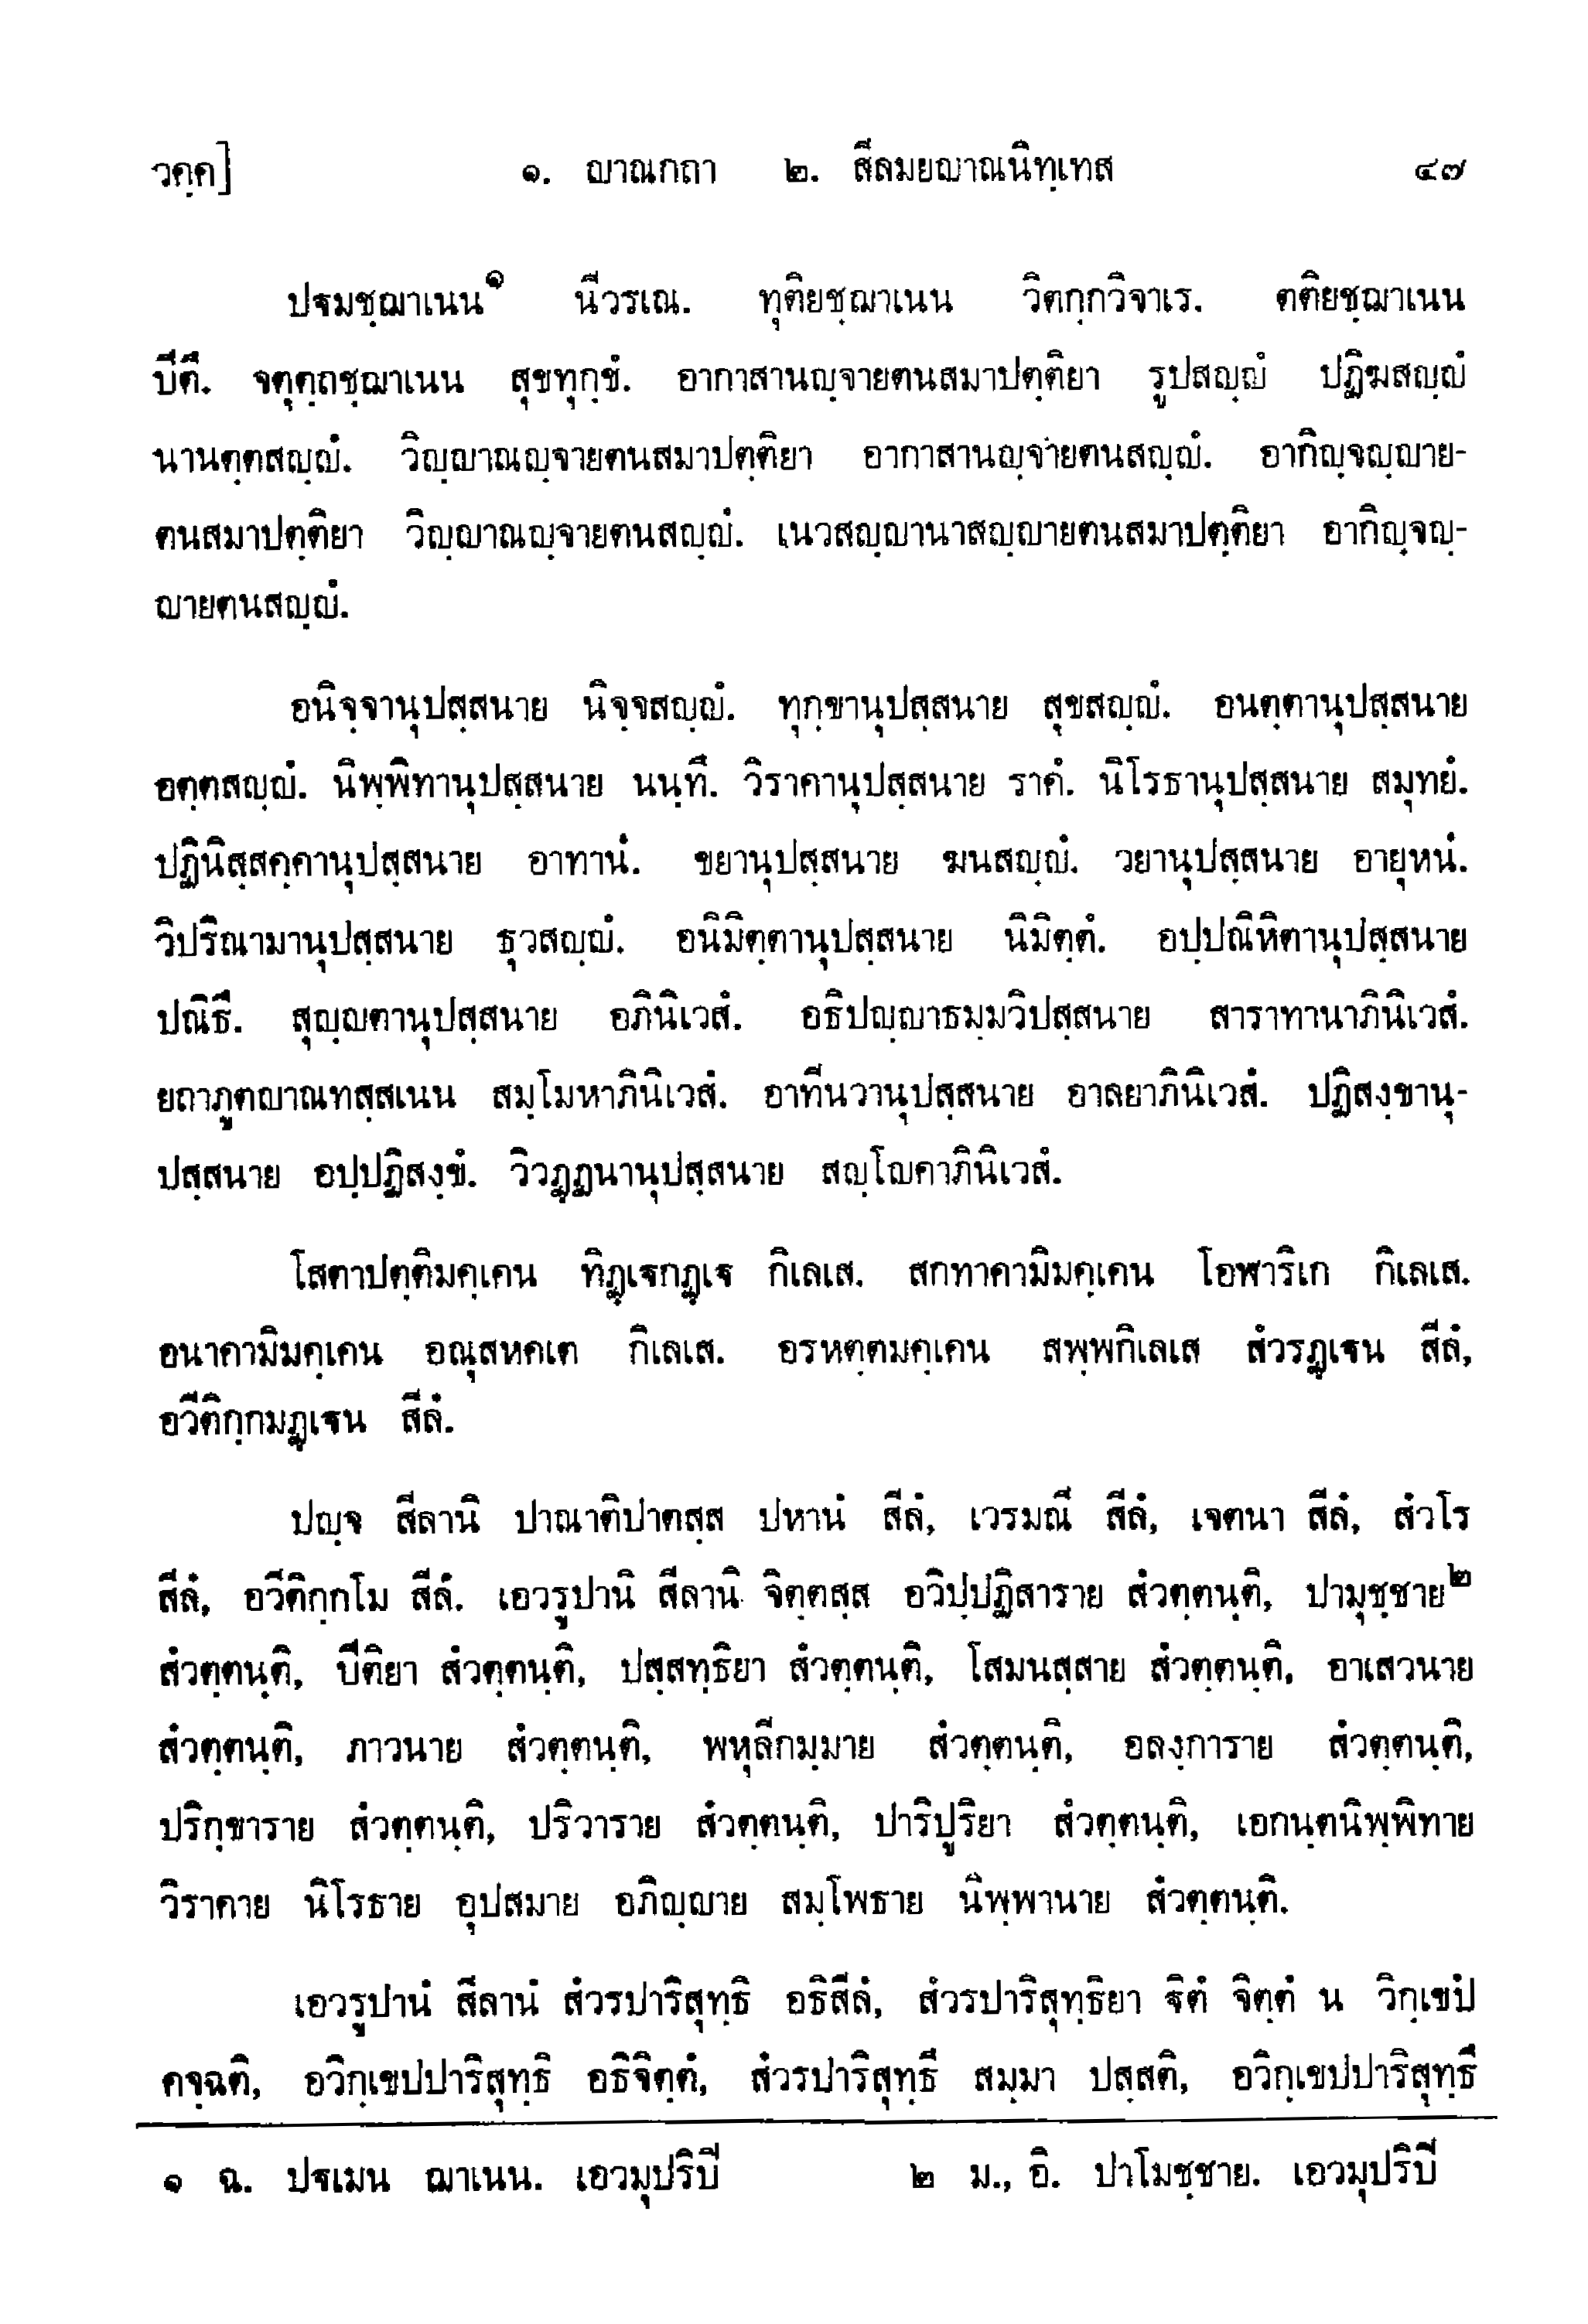 วคฺค]	๑. ญาณกถา ๒. สีลมยญาณนิทฺเทส	๔๗
ปฐมชฺฌาเนน๑ นีวรเณ. ทุติยชฺฌาเนน วิตกฺกวิจาเร. ตติยชฺฌาเนน
ปีตึ. จตุตฺถชฺฌาเนน สุขทุกฺขํ. อากาสานญฺจายตนสมาปตฺติยา รูปสญฺญํ ปฏิฆสญฺญํ
นานตฺตสญฺญํ. วิญฺญาณญฺจายตนสมาปตฺติยา อากาสานญฺจายตนสญฺญํ. อากิญฺจญฺญาย-
ตนสมาปตฺติยา วิญฺญาณญฺจายตนสญฺญํ. เนวสญฺญานาสญฺญายตนสมาปตฺติยา อากิญฺจญฺ-
ญายตนสญฺญํ.
อนิจฺจานุปสฺสนาย นิจฺจสญฺญํ. ทุกฺขานุปสฺสนาย สุขสญฺญํ. อนตฺตานุปสฺสนาย
อตฺตสญฺญํ. นิพฺพิทานุปสฺสนาย นนฺทึ. วิราคานุปสฺสนาย ราคํ. นิโรธานุปสฺสนาย สมุทยํ.
ปฏินิสฺสคฺคานุปสฺสนาย อาทานํ. ขยานุปสฺสนาย ฆนสญฺญํ. วยานุปสฺสนาย อายุหนํ.
วิปริณามานุปสฺสนาย ธุวสญฺญํ. อนิมิตฺตานุปสฺสนาย นิมิตฺตํ. อปฺปณิหิตานุปสฺสนาย
ปณิธึ. สุญฺญตานุปสฺสนาย อภินิเวสํ. อธิปญฺญาธมฺมวิปสฺสนาย สาราทานาภินิเวสํ.
ยถาภูตญาณทสฺสเนน สมฺโมหาภินิเวสํ. อาทีนวานุปสฺสนาย อาลยาภินิเวสํ. ปฏิสงฺขานุ-
ปสฺสนาย อปฺปฏิสงฺขํ. วิวฏฺฏนานุปสฺสนาย สญฺโญคาภินิเวสํ.
โสตาปตฺติมคฺเคน ทิฏฺเฐกฏฺเฐ กิเลเส. สกทาคามิมคฺเคน โอฬาริเก กิเลเส.
อนาคามิมคฺเคน อณุสหคเต กิเลเส. อรหตฺตมคฺเคน สพฺพกิเลเส สํวรฏฺเฐน สีลํ,
อวีติกฺกมฏฺเฐน สีลํ.
ปญฺจ สีลานิ ปาณาติปาตสฺส ปหานํ สีลํ, เวรมณี สีลํ, เจตนา สีลํ, สํวโร
สีลํ, อวีติกฺกโม สีลํ. เอวรูปานิ สีลานิ จิตฺตสฺส อวิปฺปฏิสาราย สํวตฺตนฺติ, ปามุชฺชาย๒
สํวตฺตนฺติ, ปีติยา สํวตฺตนฺติ, ปสฺสทฺธิยา สํวตฺตนฺติ, โสมนสฺสาย สํวตฺตนฺติ, อาเสวนาย
สํวตฺตนฺติ, ภาวนาย สํวตฺตนฺติ, พหุลีกมฺมาย สํวตฺตนฺติ, อลงฺการาย สํวตฺตนฺติ,
ปริกฺขาราย สํวตฺตนฺติ, ปริวาราย สํวตฺตนฺติ, ปาริปูริยา สํวตฺตนฺติ, เอกนฺตนิพฺพิทาย
วิราคาย นิโรธาย อุปสมาย อภิญฺญาย สมฺโพธาย นิพฺพานาย สํวตฺตนฺติ.
เอวรูปานํ สีลานํ สํวรปาริสุทฺธิ อธิสีลํ, สํวรปาริสุทฺธิยา ฐิตํ จิตฺตํ น วิกฺเขปํ
คจฺฉติ, อวิกฺเขปปาริสุทฺธิ อธิจิตฺตํ, สํวรปาริสุทฺธึ สมฺมา ปสฺสติ, อวิกฺเขปปาริสุทฺธึ
๑ ฉ. ปฐเมน ฌาเนน. เอวมุปริปิ	๒ ม., อิ. ปาโมชฺชาย. เอวมุปริปิ